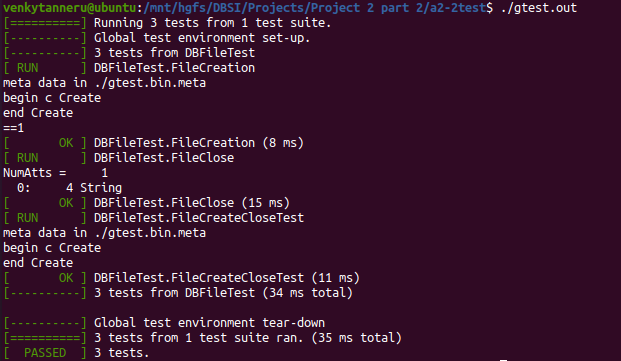 venkytanneru@ubuntu:/mnt/hgfs/DBSI/Projects/Project 2 part 2/a2-2test$ ./gtest.out
[==========] Running 3 tests from 1 test suite.
[----------] Global test environment set-up.
[----------] 3 tests from DBFileTest
[ RUN      ] DBFileTest.FileCreation
meta data in ./gtest.bin.meta
begin c Create
end Create
==1
[       OK ] DBFileTest.FileCreation (8 ms)
[ RUN      ] DBFileTest.FileClose
NumAtts =     1
  0:     4 String
[       OK ] DBFileTest.FileClose (15 ms)
[ RUN      ] DBFileTest.FileCreateCloseTest
meta data in ./gtest.bin.meta
begin c Create
end Create
[       OK ] DBFileTest.FileCreateCloseTest (11 ms)
[----------] 3 tests from DBFileTest (34 ms total)

[----------] Global test environment tear-down
[==========] 3 tests from 1 test suite ran. (35 ms total)
[  PASSED  ] 3 tests.